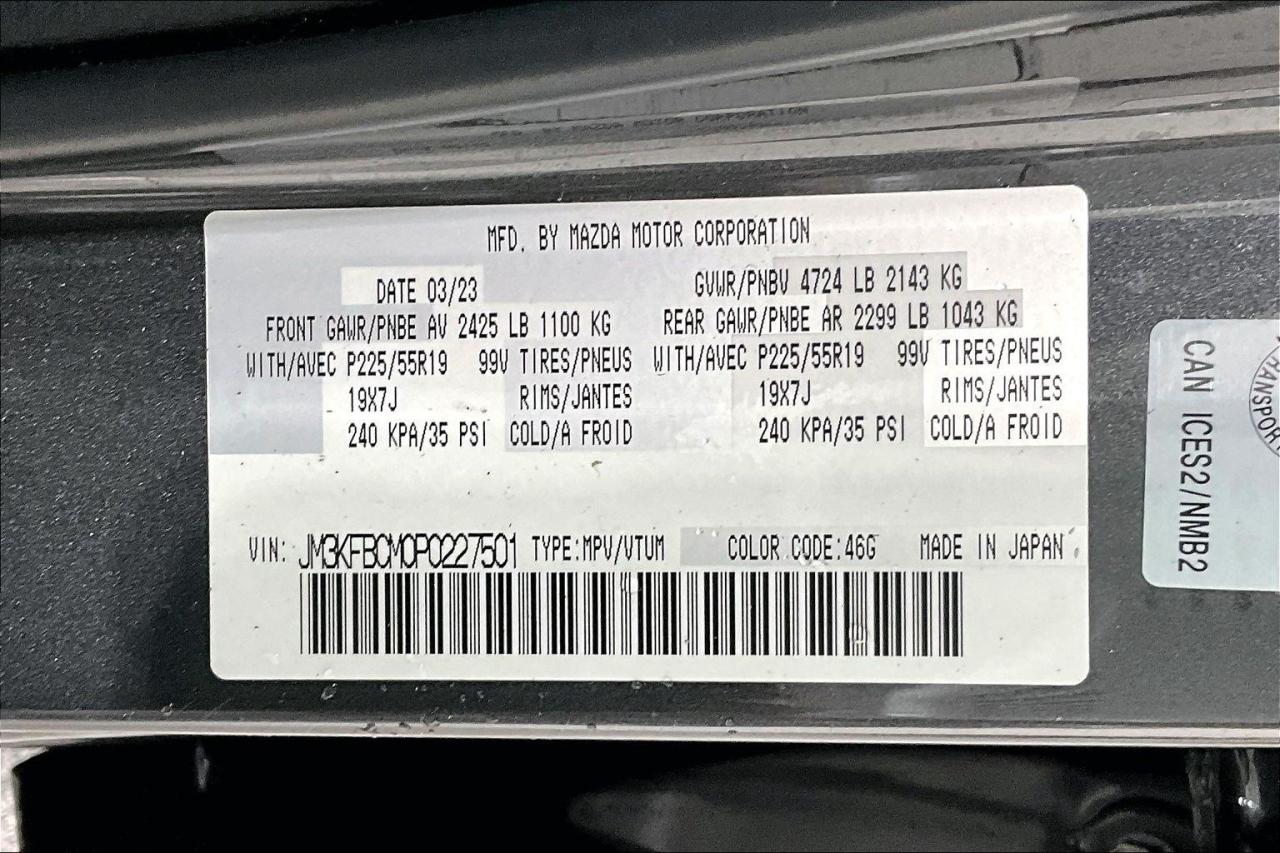 MFD. BY MAZDA MOTOR CORPORATION
DATE 03/23 GVWR/PNBV 4724 LB 2143 KG
FRONT GAWR/PNBE AV 2425 LB 1100 KG REAR GAWR/PNBE AR 2299 LB 1043 KG
WITH/AVEC P225/55R19 99V TIRES/PNEUS WITH/AVEC P225/55R19 99V TIRES/PNEUS
19X7J RIMS/JANTES 19X7J RIMS/JANTES
240 KPA/35 PSI COLD/A FROID 240 KPA/35 PSI COLD/A FROID
VIN: JM3KFBCM0P0227501 TYPE:MPV/VTUM COLOR CODE:46G MADE IN JAPAN
CAN ICES2/NMB2